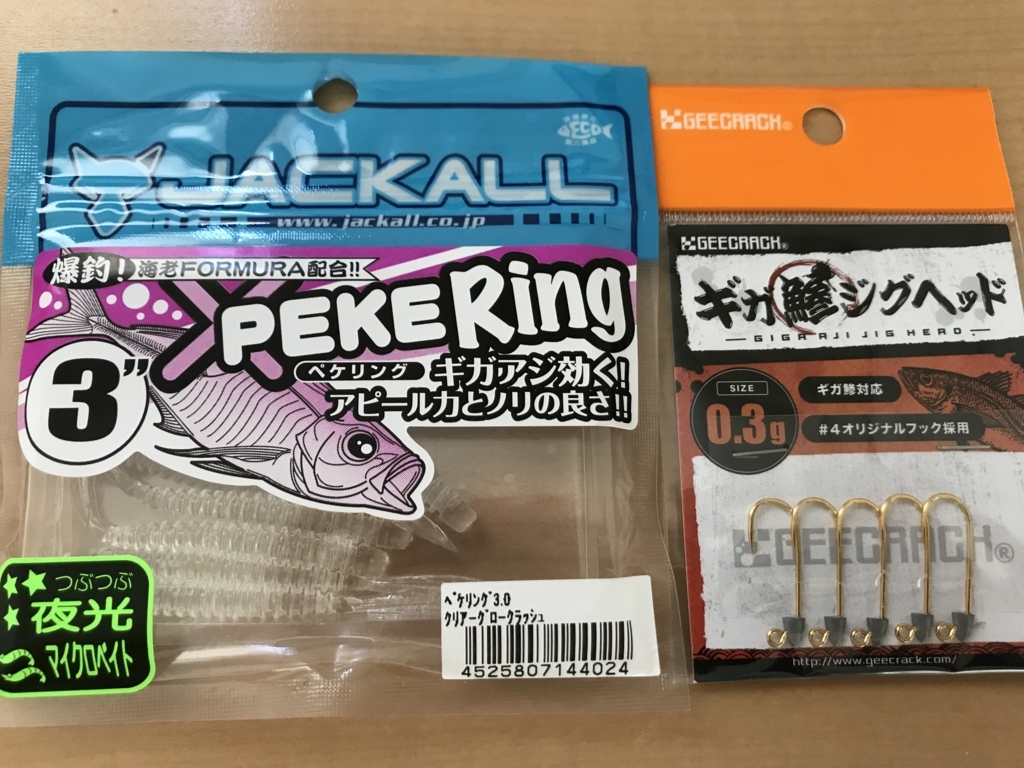 JACKALL
www.jackall.co.jp
爆釣! 海老FORMURA配合!!
PEKE Ring
ペケリング ギガアジ効く!
アピール力とノリの良さ!!
3"
つぶつぶ
夜光
マイクロベイト
ペケリング3.0
クリアーグロークラッシュ
4525807144024
GEECRACK®
GEECRACK®
ギガ鯵ジグヘッド
GIGA AJI JIG HEAD
SIZE
0.3g
ギガ鯵対応
#4オリジナルフック採用
GEECRACK®
http://www.geecrack.com/